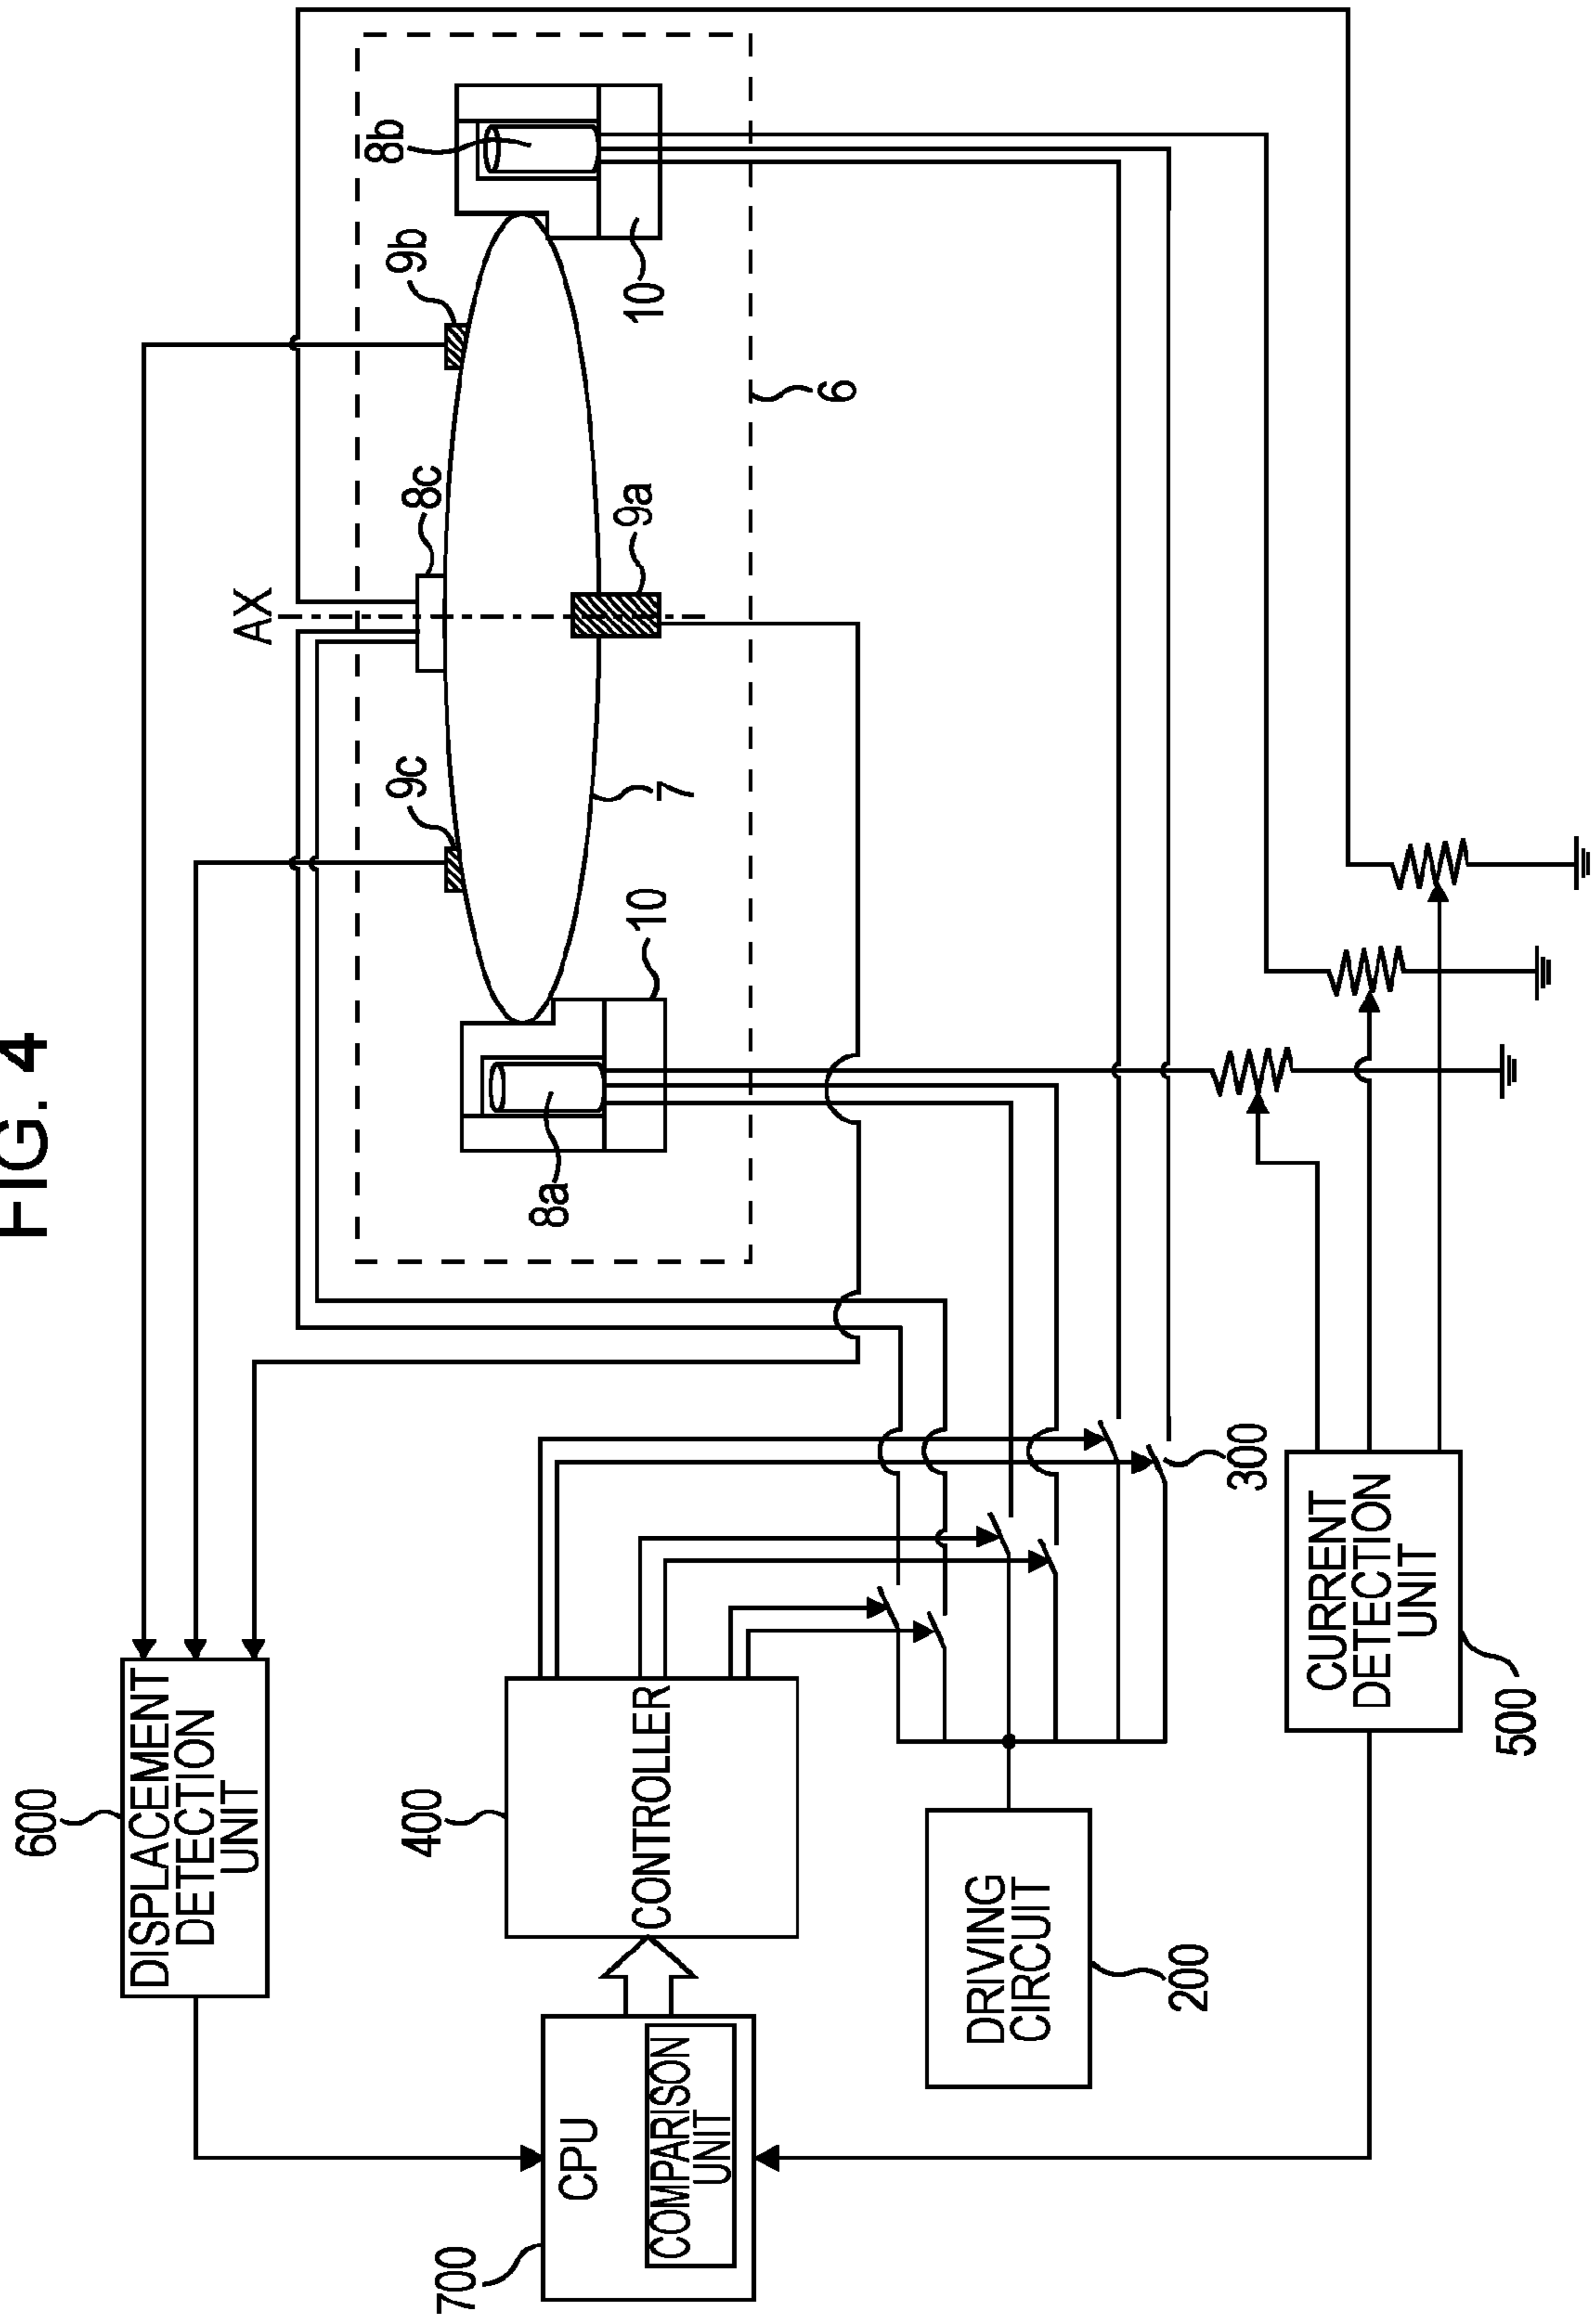 FIG. 4
600
DISPLACEMENT
DETECTION
UNIT
700
CPU
COMPARISON
UNIT
400
CONTROLLER
DRIVING
CIRCUIT
200
300
CURRENT
DETECTION
UNIT
500
AX
9c
8c
9b
8b
8a
10
7
9a
6
10